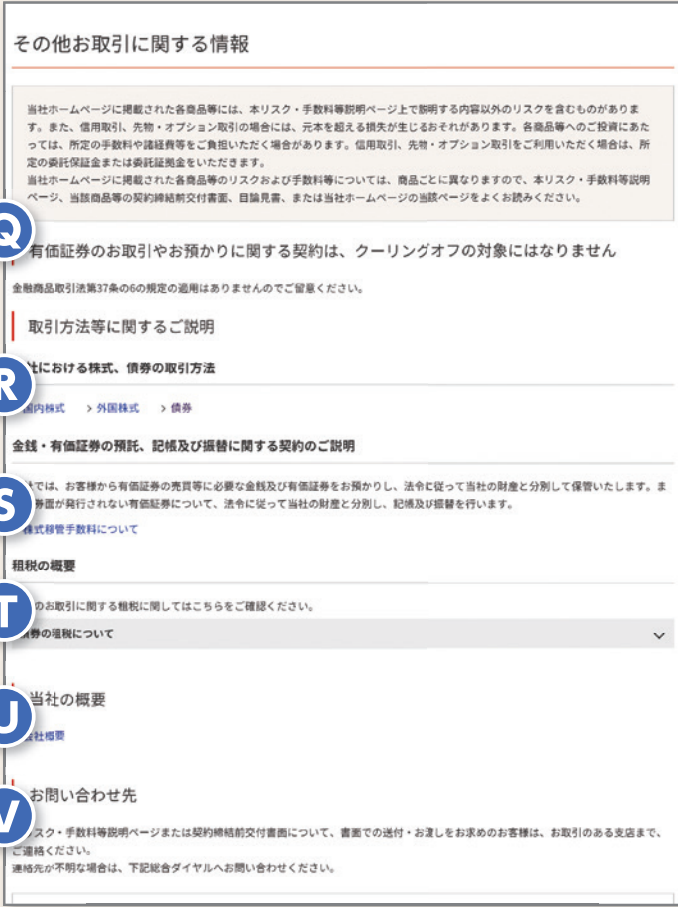 その他お取引に関する情報
当社ホームページに掲載された各商品等には、本リスク・手数料等説明ページ上で説明する内容以外のリスクを含むものがありま
す。また、信用取引、先物・オプション取引の場合には、元本を超える損失が生じるおそれがあります。各商品等へのご投資にあた
っては、所定の手数料や諸経費等をご負担いただく場合があります。信用取引、先物・オプション取引をご利用いただく場合は、所
定の委託保証金または委託証拠金をいただきます。
当社ホームページに掲載された各商品等のリスクおよび手数料等については、商品ごとに異なりますので、本リスク・手数料等説明
ページ、当該商品等の契約締結前交付書面、目論見書、または当社ホームページの当該ページをよくお読みください。
Q
有価証券のお取引やお預かりに関する契約は、クーリングオフの対象にはなりません
金融商品取引法第37条の6の規定の適用はありませんのでご留意ください。
取引方法等に関するご説明
社における株式、債券の取引方法
R
国内株式 > 外国株式 > 債券
金銭・有価証券の預託、記帳及び振替に関する契約のご説明
では、お客様から有価証券の売買等に必要な金銭及び有価証券をお預かりし、法令に従って当社の財産と分別して保管いたします。ま
S
券面が発行されない有価証券について、法令に従って当社の財産と分別し、記帳及び振替を行います。
株式移管手数料について
租税の概要
T
のお取引に関する租税に関してはこちらをご確認ください。
債券の租税について
当社の概要
U
会社概要
お問い合わせ先
V
スク・手数料等説明ページまたは契約締結前交付書面について、書面での送付・お渡しをお求めのお客様は、お取引のある支店まで、
ご連絡ください。
連絡先が不明な場合は、下記総合ダイヤルへお問い合わせください。